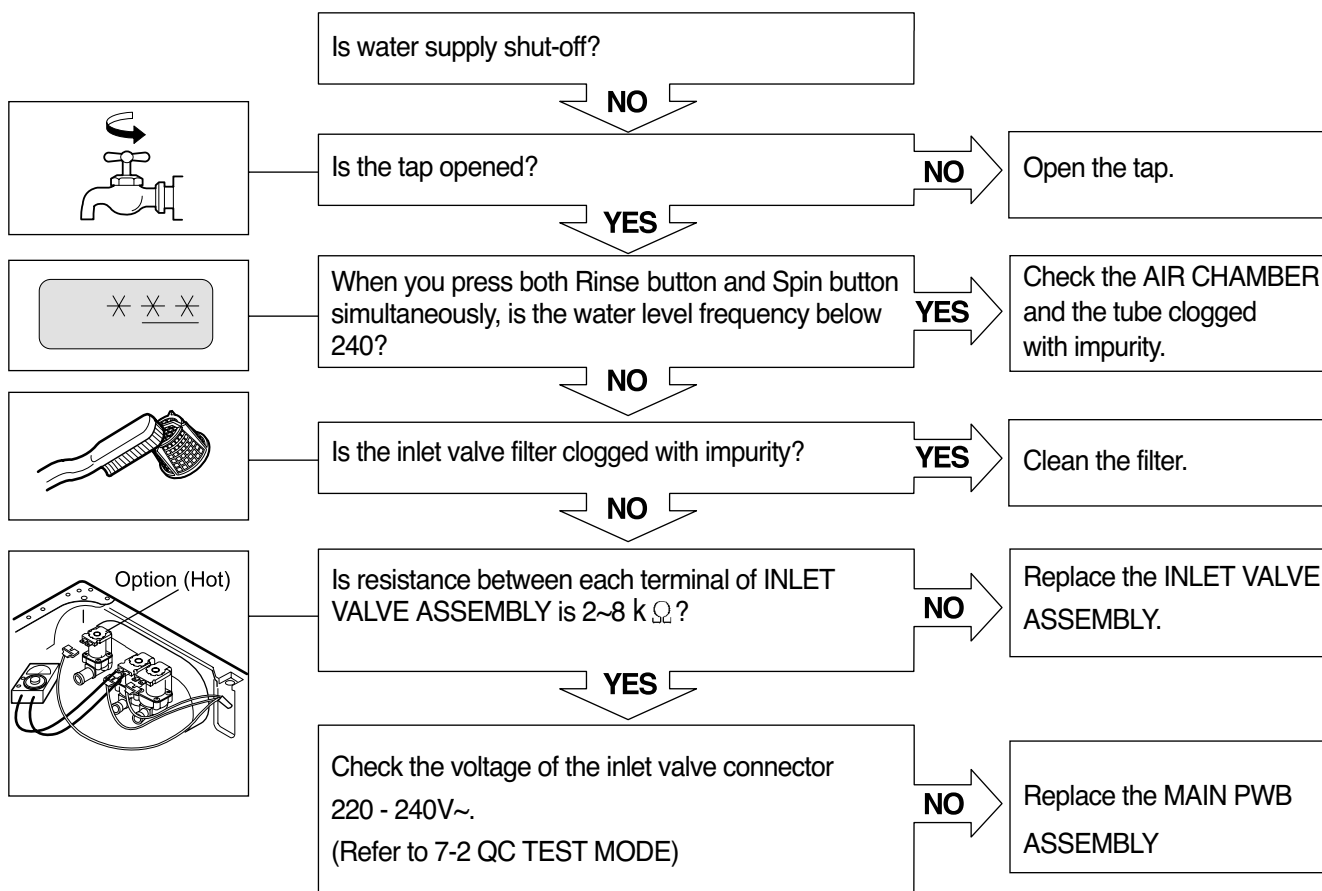 Is water supply shut-off?
NO
Is the tap opened?
NO
Open the tap.
YES
* * *
When you press both Rinse button and Spin button
simultaneously, is the water level frequency below
240?
YES
Check the AIR CHAMBER
and the tube clogged
with impurity.
NO
Is the inlet valve filter clogged with impurity?
YES
Clean the filter.
NO
Option (Hot)
Is resistance between each terminal of INLET
VALVE ASSEMBLY is 2~8 k Ω?
NO
Replace the INLET VALVE
ASSEMBLY.
YES
Check the voltage of the inlet valve connector
220 - 240V~.
(Refer to 7-2 QC TEST MODE)
NO
Replace the MAIN PWB
ASSEMBLY